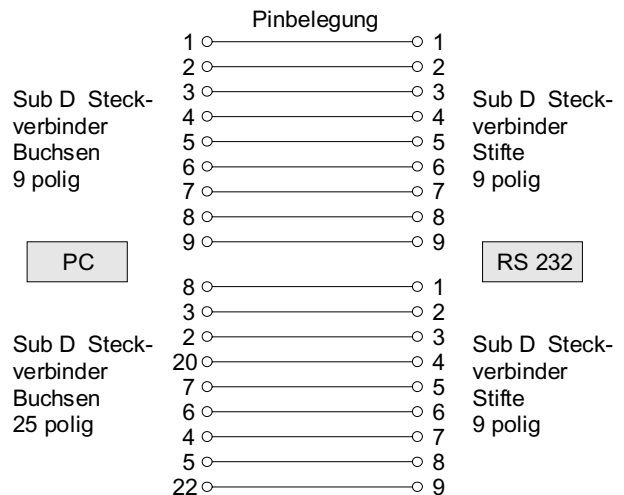 Pinbelegung
1 1
2 2
3 3
4 4
5 5
6 6
7 7
8 8
9 9
Sub D Steck-
verbinder
Buchsen
9 polig
Sub D Steck-
verbinder
Stifte
9 polig
PC
RS 232
8 1
3 2
2 3
20 4
7 5
6 6
4 7
5 8
22 9
Sub D Steck-
verbinder
Buchsen
25 polig
Sub D Steck-
verbinder
Stifte
9 polig